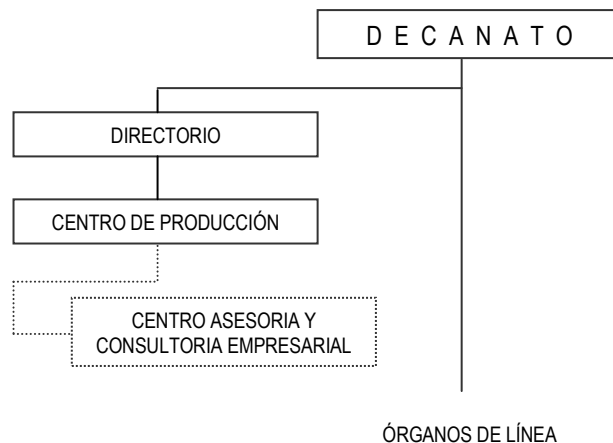 D E C A N A T O
DIRECTORIO
CENTRO DE PRODUCCIÓN
CENTRO ASESORIA Y
CONSULTORIA EMPRESARIAL
ÓRGANOS DE LÍNEA